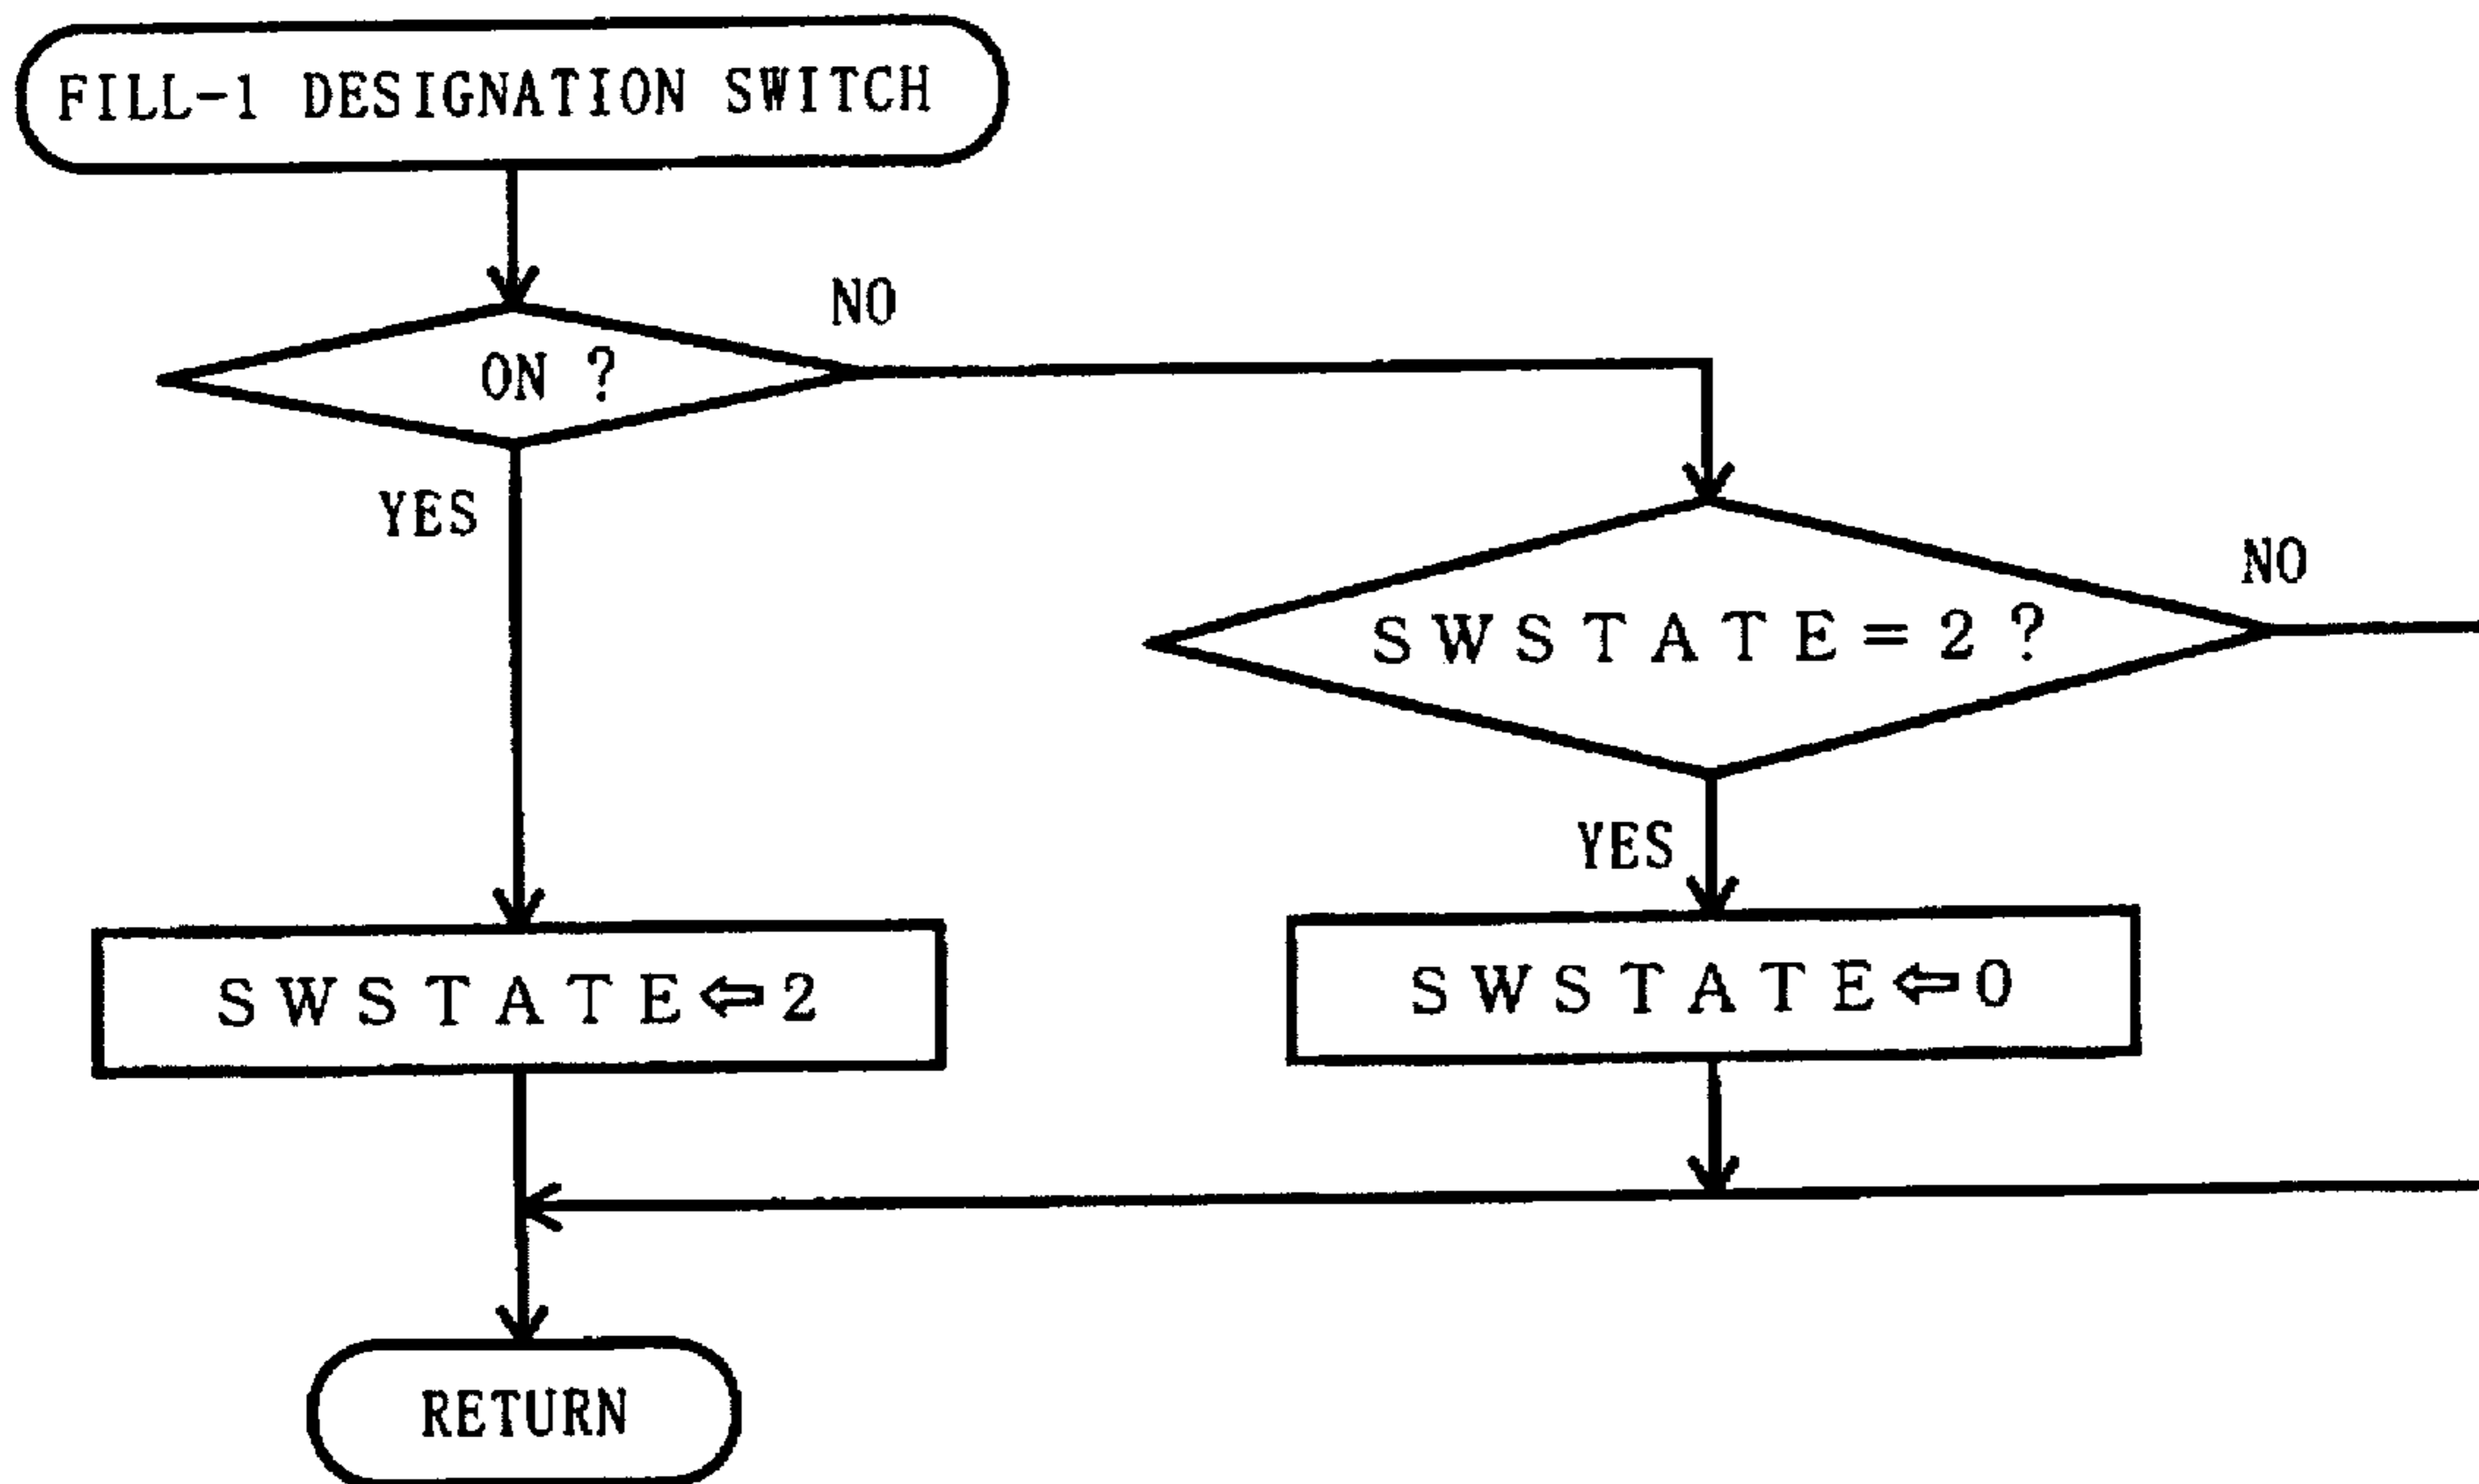 FILL-1 DESIGNATION SWITCH
NO
ON ?
YES
NO
SWSTATE=2?
YES
SWSTATE⇐2
SWSTATE⇐0
RETURN